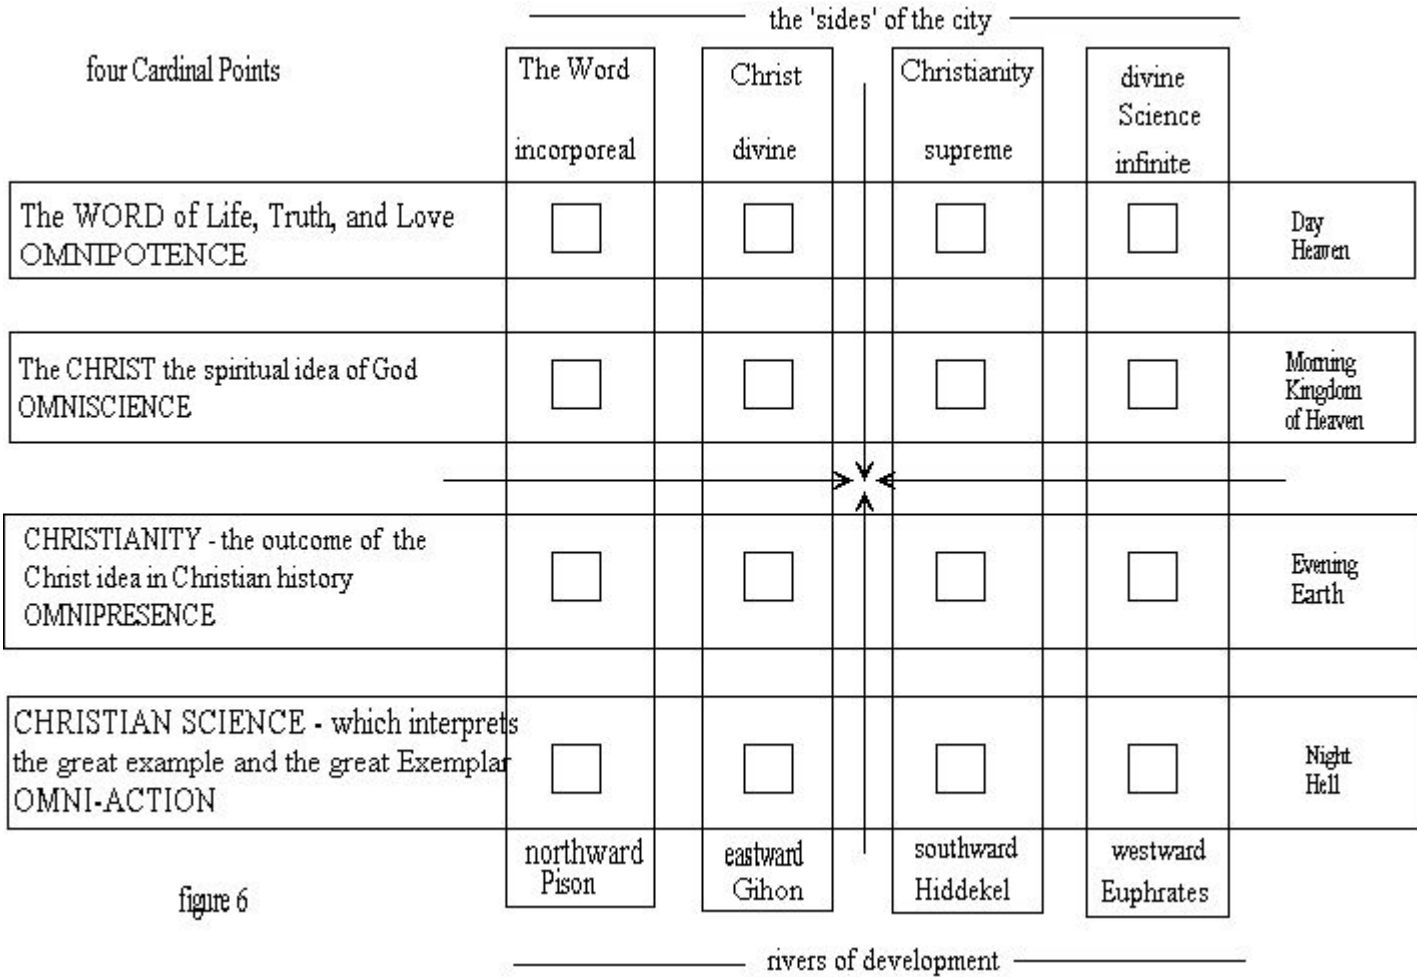 the 'sides' of the city
four Cardinal Points
The Word
incorporeal
Christ
divine
Christianity
supreme
divine
Science
infinite
The WORD of Life, Truth, and Love
OMNIPOTENCE
Day
Heaven
The CHRIST the spiritual idea of God
OMNISCIENCE
Morning
Kingdom
of Heaven
CHRISTIANITY - the outcome of the
Christ idea in Christian history
OMNIPRESENCE
Evening
Earth
CHRISTIAN SCIENCE - which interprets
the great example and the great Exemplar
OMNI-ACTION
Night
Hell
northward
Pison
eastward
Gihon
southward
Hiddekel
westward
Euphrates
figure 6
rivers of development